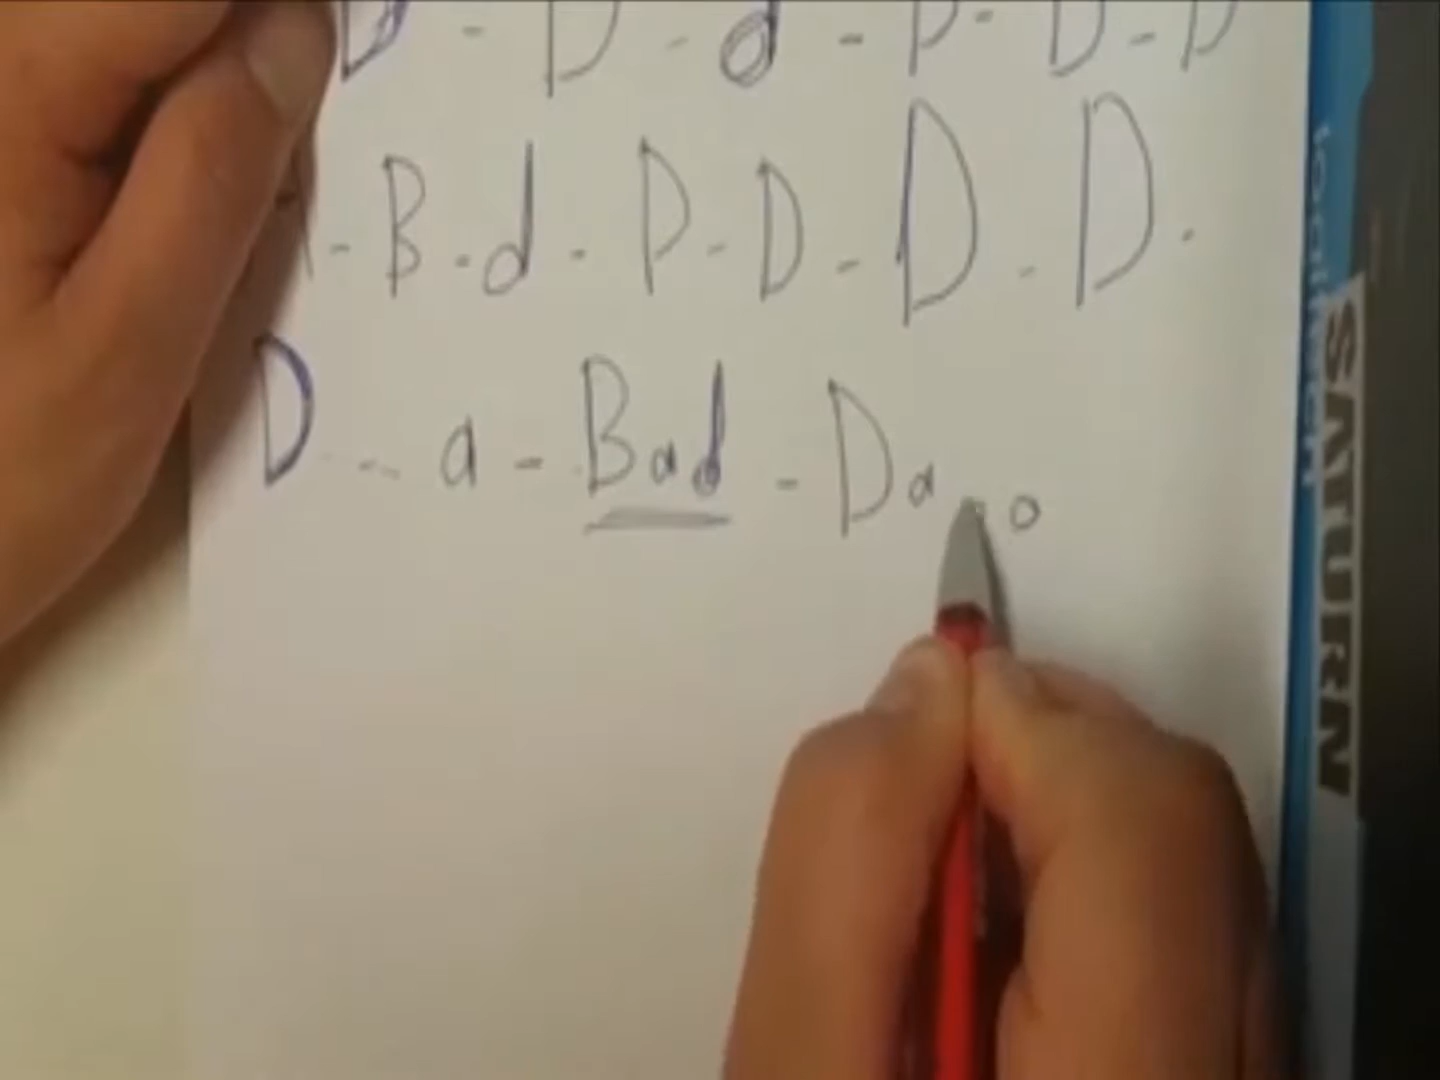 D - D - d - P - D - D
- B - d - P - D - D - D .
D - a - Bad - Da o
SATURN